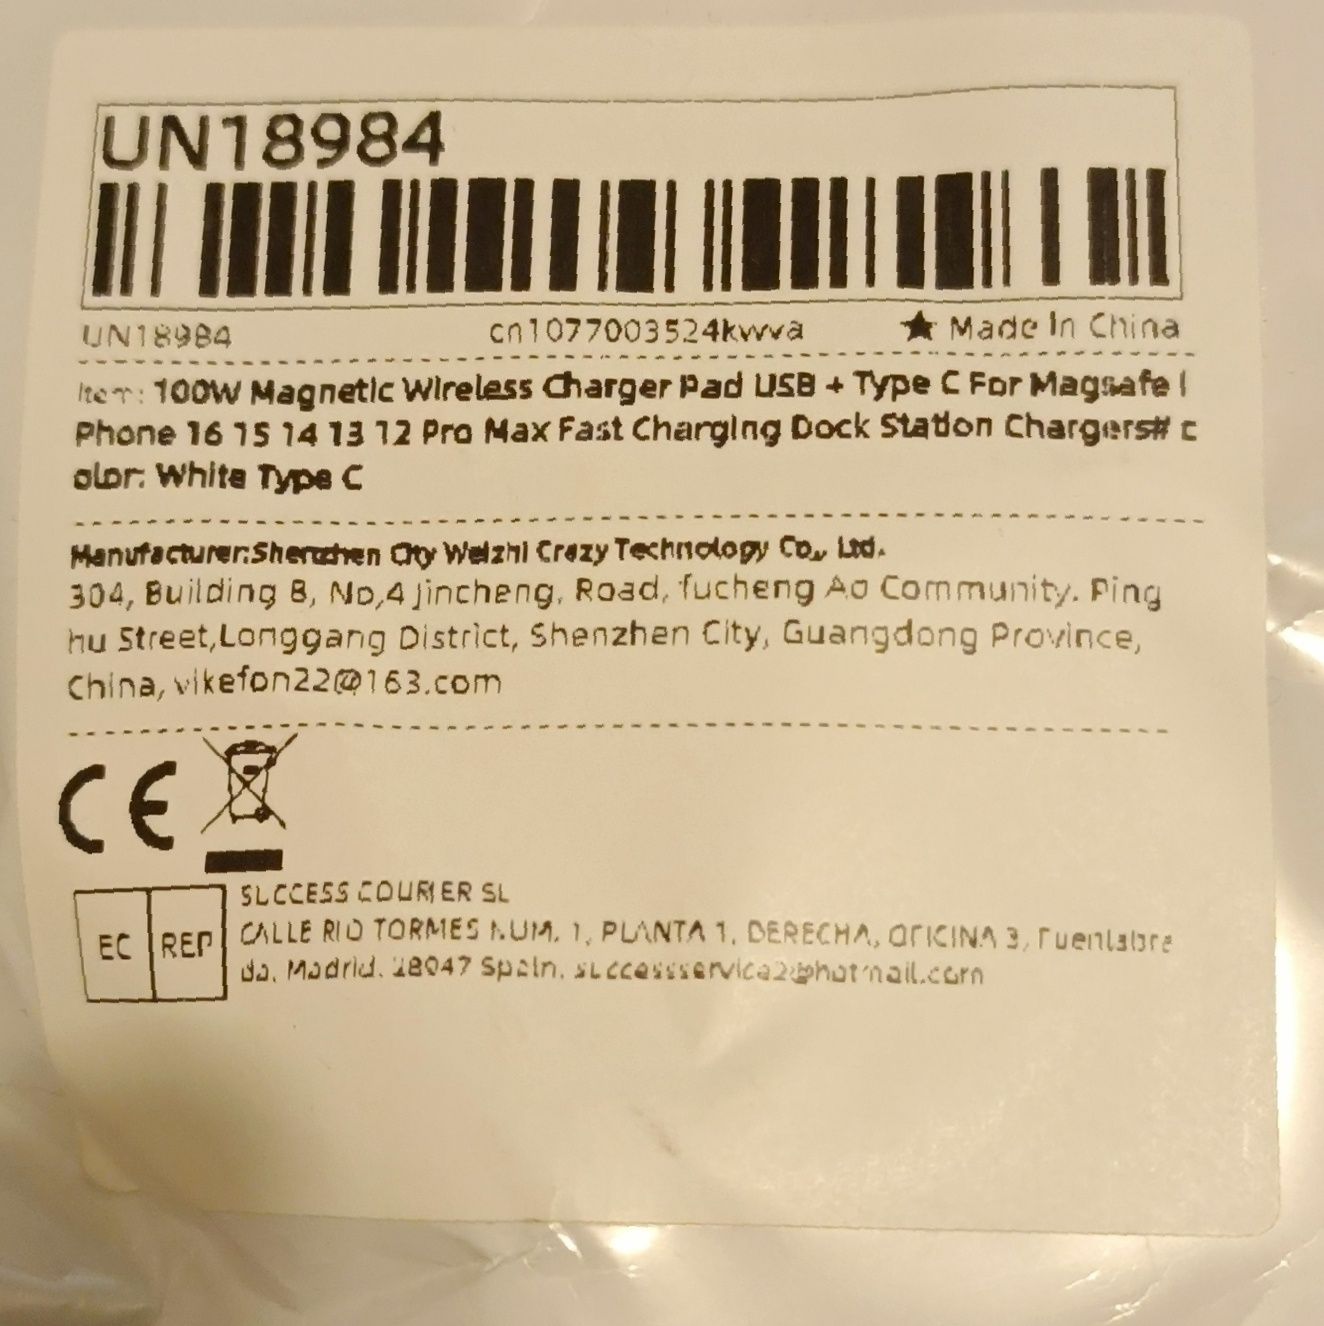 UN18984
UN18984 cn1077003524kwva ★ Made In China
Item: 100W Magnetic Wireless Charger Pad USB + Type C For Magsafe I
Phone 16 15 14 13 12 Pro Max Fast Charging Dock Station Chargers# c
olor: White Type C
Manufacturer:Shenzhen City Weizhi Crazy Technology Co., Ltd.
304, Building B, No,4 Jincheng, Road, fucheng Ao Community. Ping
hu Street,Longgang District, Shenzhen City, Guangdong Province,
China, vikefon22@163.com
CE
EC REP
SUCCESS COURIER SL
CALLE RIO TORMES NUM. 1, PLANTA 1, DERECHA, OFICINA 3, Fuenlabre
da, Madrid, 28047 Spain, successservice2@hotmail.com